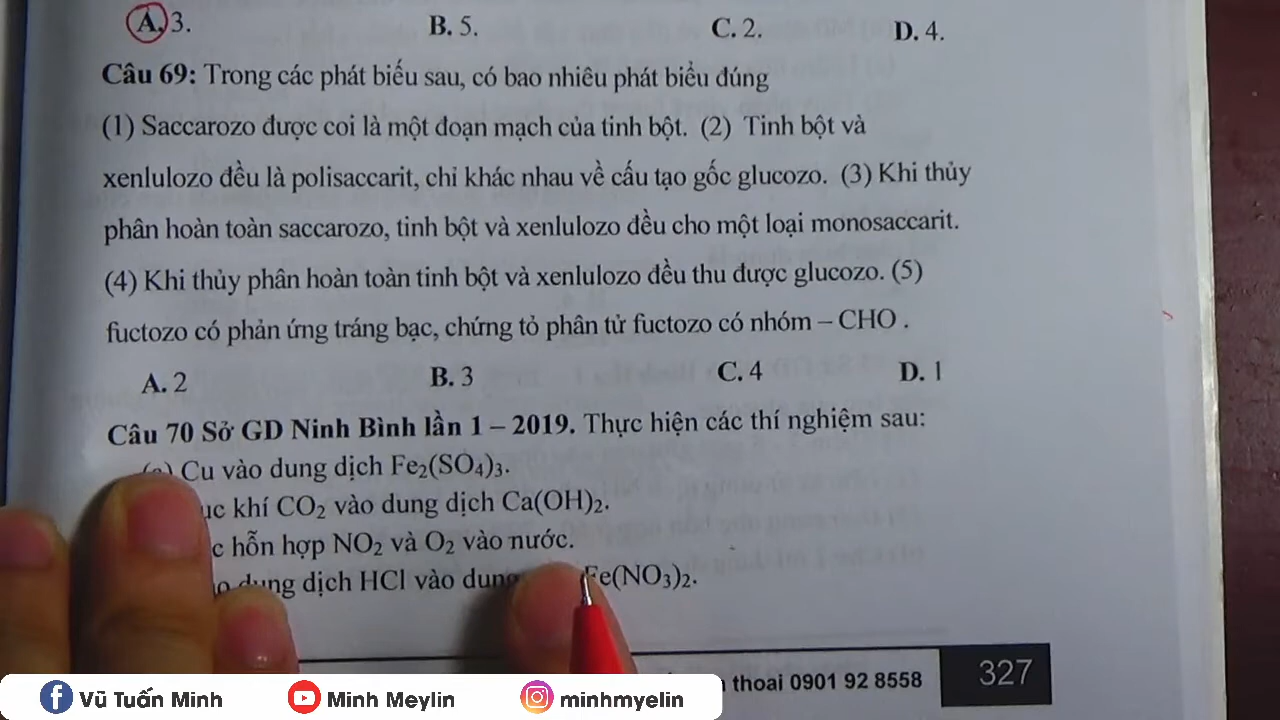 A. 3. B. 5. C. 2. D. 4.
Câu 69: Trong các phát biểu sau, có bao nhiêu phát biểu đúng
(1) Saccarozo được coi là một đoạn mạch của tinh bột. (2) Tinh bột và
xenlulozo đều là polisaccarit, chỉ khác nhau về cấu tạo gốc glucozo. (3) Khi thủy
phân hoàn toàn saccarozo, tinh bột và xenlulozo đều cho một loại monosaccarit.
(4) Khi thủy phân hoàn toàn tinh bột và xenlulozo đều thu được glucozo. (5)
fuctozo có phản ứng tráng bạc, chứng tỏ phân tử fuctozo có nhóm – CHO .
A. 2 B. 3 C. 4 D. 1
Câu 70 Sở GD Ninh Bình lần 1 – 2019. Thực hiện các thí nghiệm sau:
Cu vào dung dịch Fe2(SO4)3.
khí CO2 vào dung dịch Ca(OH)2.
hỗn hợp NO2 và O2 vào nước.
dung dịch HCl vào dung Fe(NO3)2.
thoai 0901 92 8558 327
Vũ Tuấn Minh Minh Meylin minhmyelin